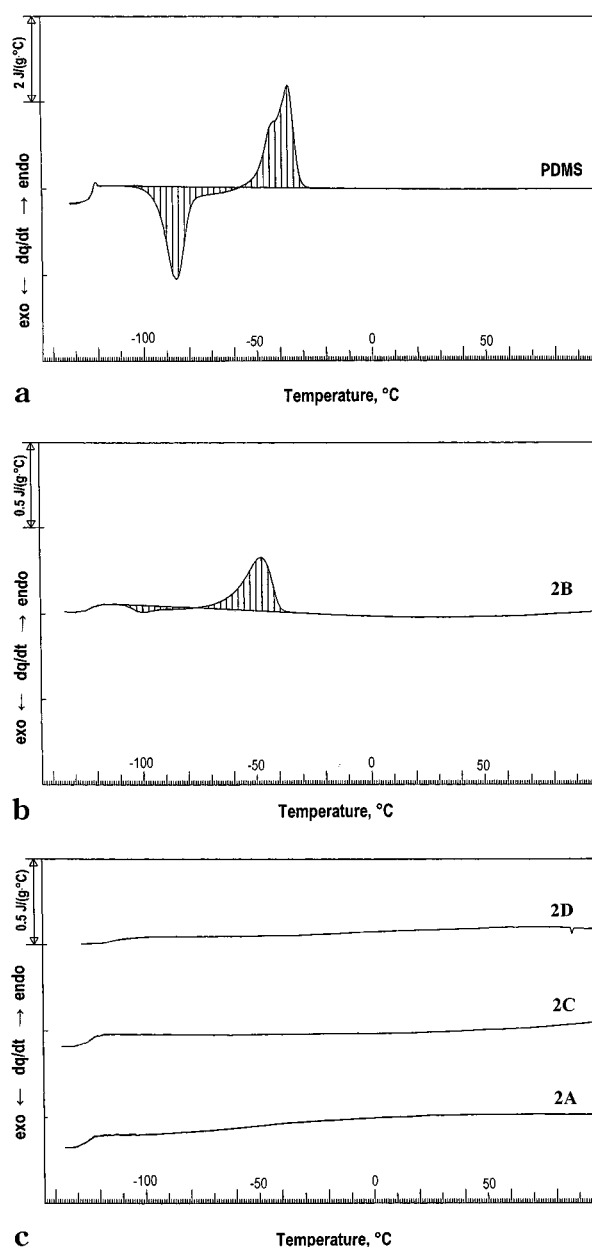 2 J/(g·°C)
exo ← dq/dt → endo
PDMS
-100 -50 0 50
a
Temperature, °C
0.5 J/(g·°C)
exo ← dq/dt → endo
2B
-100 -50 0 50
b
Temperature, °C
0.5 J/(g·°C)
exo ← dq/dt → endo
2D
2C
2A
-100 -50 0 50
c
Temperature, °C